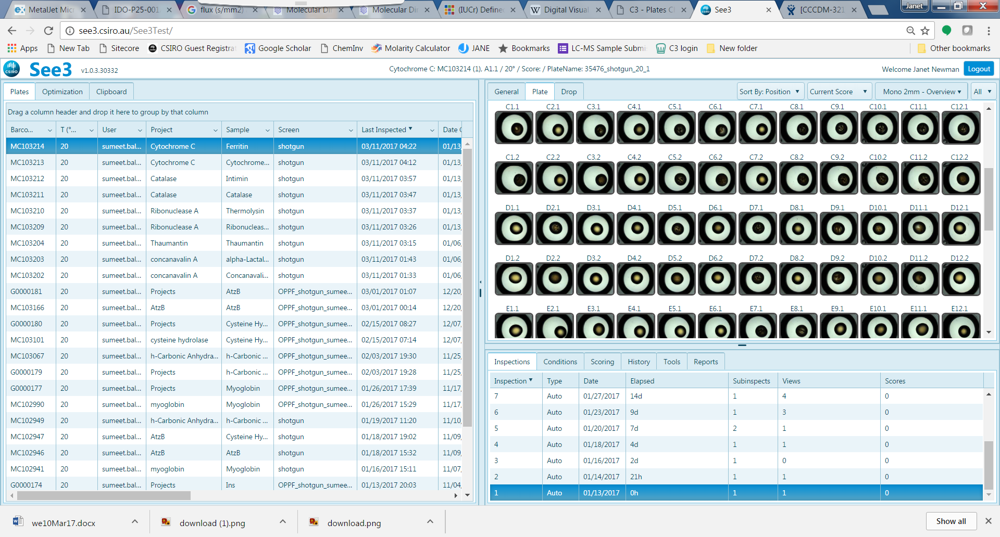 MetalJet Mic
IDO-P25-001
flux (s/mm2)
Molecular Di
Molecular Di
(IUCr) Define
Digital Visual
C3 - Plates C
See3
[CCCDM-321
Janet
see3.csiro.au/See3Test/
Apps
New Tab
Sitecore
CSIRO Guest Registra
Google Scholar
ChemInv
Molarity Calculator
JANE
Bookmarks
LC-MS Sample Submi
C3 login
New folder
Other bookmarks
CSIRO
See3 v1.0.3.30332
Cytochrome C: MC103214 (1), A1.1 / 20° / Score: / PlateName: 35476_shotgun_20_1
Welcome Janet Newman
Logout
Plates Optimization Clipboard
Drag a column header and drop it here to group by that column
Barco... T (°... User Project Sample Screen Last Inspected Date C
MC103214 20 sumeet.bal... Cytochrome C Ferritin shotgun 03/11/2017 04:22 01/13,
MC103213 20 sumeet.bal... Cytochrome C Cytochrome... shotgun 03/11/2017 04:12 01/13,
MC103212 20 sumeet.bal... Catalase Intimin shotgun 03/11/2017 03:57 01/13,
MC103211 20 sumeet.bal... Catalase Catalase shotgun 03/11/2017 03:47 01/13,
MC103210 20 sumeet.bal... Ribonuclease A Thermolysin shotgun 03/11/2017 03:37 01/13,
MC103209 20 sumeet.bal... Ribonuclease A Ribonucleas... shotgun 03/11/2017 03:26 01/13,
MC103204 20 sumeet.bal... Thaumantin Thaumatin shotgun 03/11/2017 03:15 01/06,
MC103203 20 sumeet.bal... concanavalin A alpha-Lactal... shotgun 03/11/2017 01:43 01/06,
MC103202 20 sumeet.bal... concanavalin A Concanavali... shotgun 03/11/2017 01:33 01/06,
G0000181 20 sumeet.bal... Projects AtzB OPPF_shotgun_sumee... 03/01/2017 01:07 12/20,
MC103166 20 sumeet.bal... AtzB AtzB OPPF_shotgun_sumee... 03/01/2017 00:14 12/20,
G0000180 20 sumeet.bal... Projects Cysteine Hy... OPPF_shotgun_sumee... 02/15/2017 08:27 12/07,
MC103101 20 sumeet.bal... cysteine hydrolase Cysteine Hy... OPPF_shotgun_sumee... 02/15/2017 07:14 12/07,
MC103067 20 sumeet.bal... h-Carbonic Anhydra... h-Carbonic ... OPPF_shotgun_sumee... 02/03/2017 19:30 11/25,
G0000179 20 sumeet.bal... Projects h-Carbonic ... OPPF_shotgun_sumee... 02/03/2017 19:28 11/25,
G0000177 20 sumeet.bal... Projects Myoglobin OPPF_shotgun_sumee... 01/26/2017 17:39 11/17,
MC102990 20 sumeet.bal... myoglobin Myoglobin OPPF_shotgun_sumee... 01/26/2017 15:29 11/17,
MC102949 20 sumeet.bal... h-Carbonic Anhydra... h-Carbonic ... shotgun 01/19/2017 11:20 11/10,
MC102947 20 sumeet.bal... AtzB Cysteine Hy... shotgun 01/18/2017 19:02 11/09,
MC102946 20 sumeet.bal... AtzB AtzB shotgun 01/18/2017 15:32 11/09,
MC102941 20 sumeet.bal... myoglobin Myoglobin shotgun 01/16/2017 15:11 11/07,
G0000174 20 sumeet.bal... Projects Ins OPPF_shotgun_sumee... 01/13/2017 20:03 11/04,
General Plate Drop Sort By: Position Current Score Mono 2mm - Overview All
C1.1 C2.1 C3.1 C4.1 C5.1 C6.1 C7.1 C8.1 C9.1 C10.1 C11.1 C12.1
C1.2 C2.2 C3.2 C4.2 C5.2 C6.2 C7.2 C8.2 C9.2 C10.2 C11.2 C12.2
D1.1 D2.1 D3.1 D4.1 D5.1 D6.1 D7.1 D8.1 D9.1 D10.1 D11.1 D12.1
D1.2 D2.2 D3.2 D4.2 D5.2 D6.2 D7.2 D8.2 D9.2 D10.2 D11.2 D12.2
E1.1 E2.1 E3.1 E4.1 E5.1 E6.1 E7.1 E8.1 E9.1 E10.1 E11.1 E12.1
Inspections Conditions Scoring History Tools Reports
Inspection Type Date Elapsed Subinspects Views Scores
7 Auto 01/27/2017 14d 1 4 0
6 Auto 01/23/2017 9d 1 3 0
5 Auto 01/20/2017 7d 2 1 0
4 Auto 01/18/2017 4d 1 1 0
3 Auto 01/16/2017 2d 1 0 0
2 Auto 01/14/2017 21h 1 1 0
1 Auto 01/13/2017 0h 1 1 0
we10Mar17.docx
download (1).png
download.png
Show all